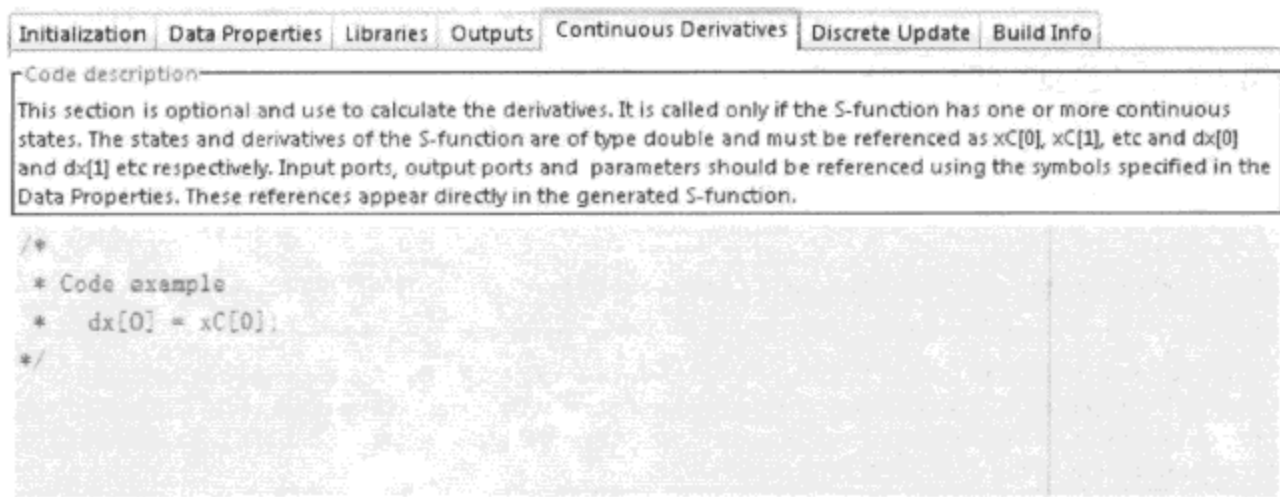 Initialization Data Properties Libraries Outputs Continuous Derivatives Discrete Update Build Info
Code description
This section is optional and use to calculate the derivatives. It is called only if the S-function has one or more continuous
states. The states and derivatives of the S-function are of type double and must be referenced as xC[0], xC[1], etc and dx[0]
and dx[1] etc respectively. Input ports, output ports and parameters should be referenced using the symbols specified in the
Data Properties. These references appear directly in the generated S-function.
/*
* Code example
* dx[0] = xC[0];
*/